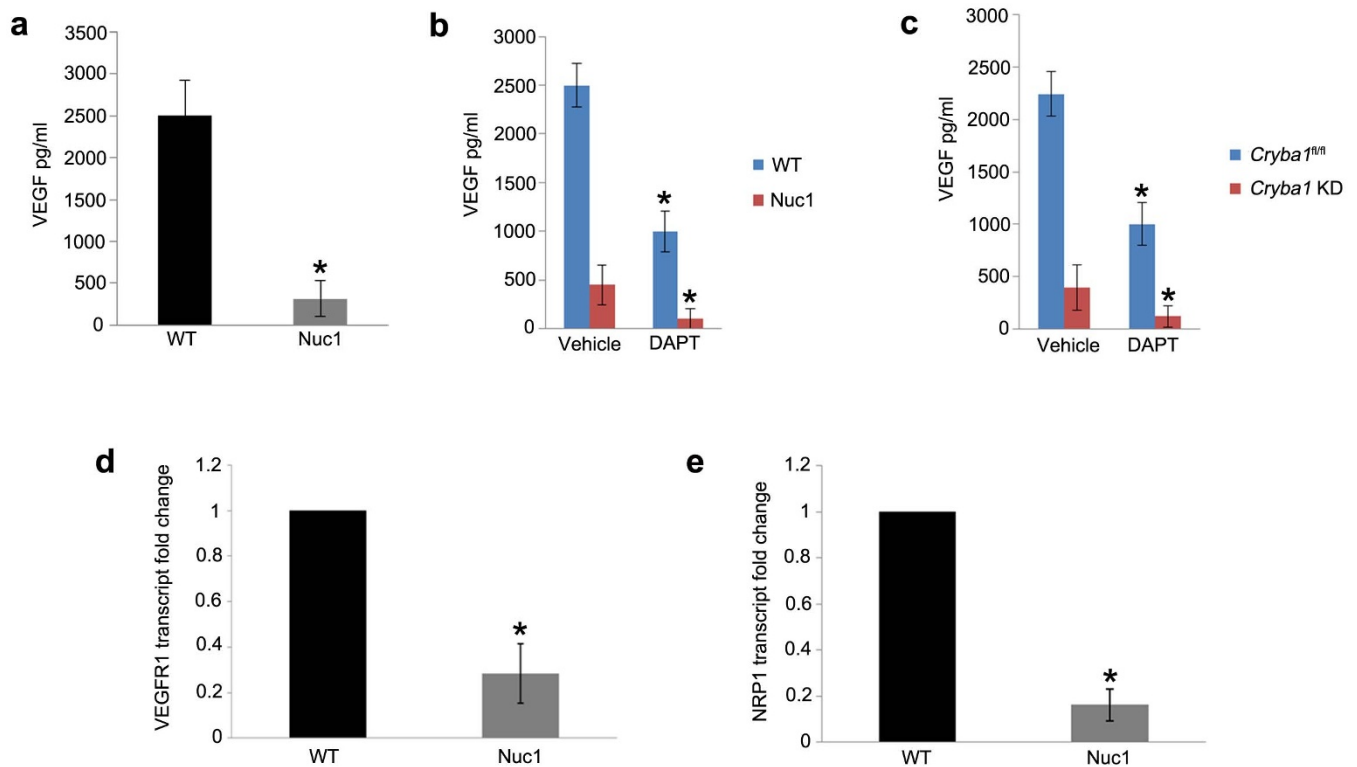 a
VEGF pg/ml
3500
3000
2500
2000
1500
1000
500
0
*
WT
Nuc1
b
VEGF pg/ml
3000
2500
2000
1500
1000
500
0
*
*
Vehicle
DAPT
WT
Nuc1
c
VEGF pg/ml
3000
2500
2000
1500
1000
500
0
*
*
Vehicle
DAPT
Cryba1fl/fl
Cryba1 KD
d
VEGFR1 transcript fold change
1.2
1
0.8
0.6
0.4
0.2
0
*
WT
Nuc1
e
NRP1 transcript fold change
1.2
1
0.8
0.6
0.4
0.2
0
*
WT
Nuc1